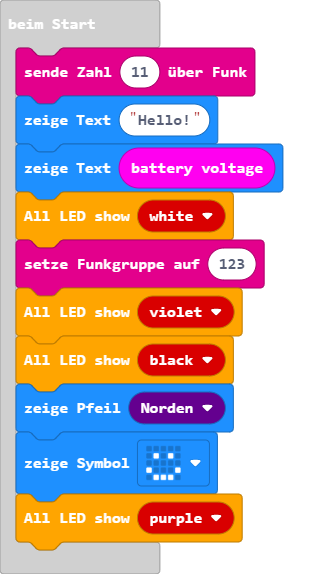 beim Start
sende Zahl 11 über Funk
zeige Text "Hello!"
zeige Text battery voltage
All LED show white
setze Funkgruppe auf 123
All LED show violet
All LED show black
zeige Pfeil Norden
zeige Symbol
All LED show purple